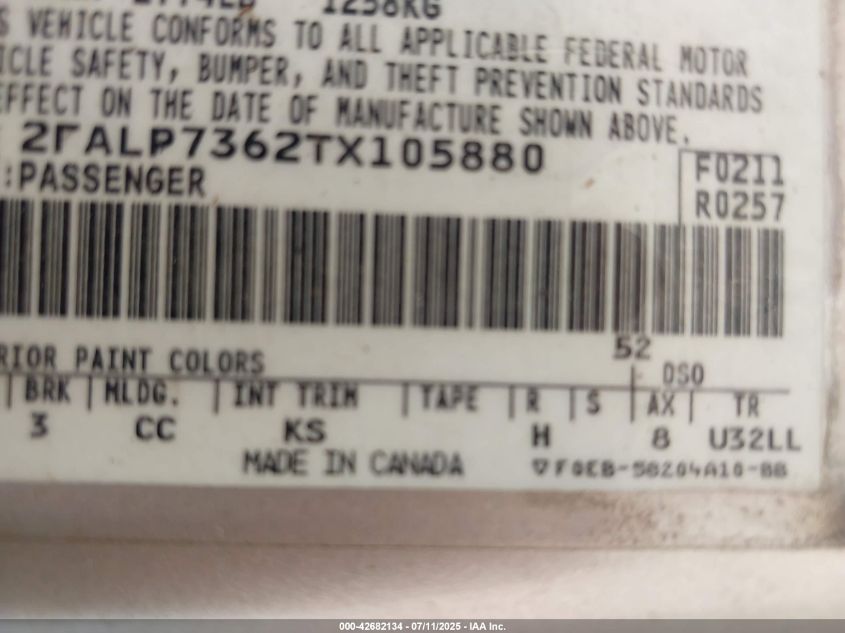 1258KG
VEHICLE CONFORMS TO ALL APPLICABLE FEDERAL MOTOR
SAFETY, BUMPER, AND THEFT PREVENTION STANDARDS
EFFECT ON THE DATE OF MANUFACTURE SHOWN ABOVE.
2FALP7362TX105880
:PASSENGER
F0211
R0257
52
RIOR PAINT COLORS
DSO
BRK MLDG. INT TRIM TAPE R S AX TR
3 CC KS H 8 U32LL
MADE IN CANADA
F0EB-58204A10-BB
000-42682134 - 07/11/2025 - IAA Inc.